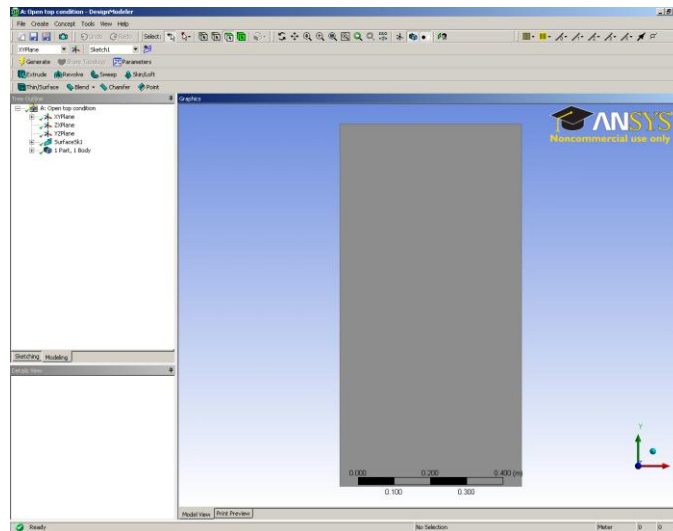 A: Open top condition - DesignModeler
File Create Concept Tools View Help
Undo Redo Select:
XYPlane Sketch1
Generate Share Topology Parameters
Extrude Revolve Sweep Skin/Loft
Thin/Surface Blend Chamfer Point
Tree Outline
Graphics
A: Open top condition
XYPlane
ZXPlane
YZPlane
SurfaceSk1
1 Part, 1 Body
ANSYS
Noncommercial use only
Sketching Modeling
Details View
0.000 0.200 0.400 (m)
0.100 0.300
Y
Model View Print Preview
Ready No Selection Meter 0 0